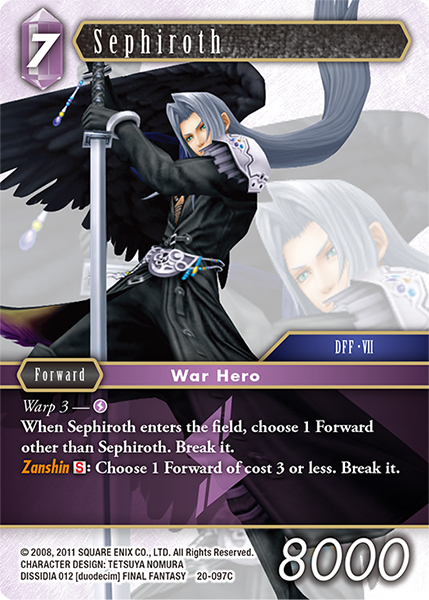 7
Sephiroth
DFF・VII
Forward
War Hero
Warp 3 —
When Sephiroth enters the field, choose 1 Forward
other than Sephiroth. Break it.
Zanshin S: Choose 1 Forward of cost 3 or less. Break it.
© 2008, 2011 SQUARE ENIX CO., LTD. All Rights Reserved.
CHARACTER DESIGN: TETSUYA NOMURA
DISSIDIA 012 [duodecim] FINAL FANTASY 20-097C
8000